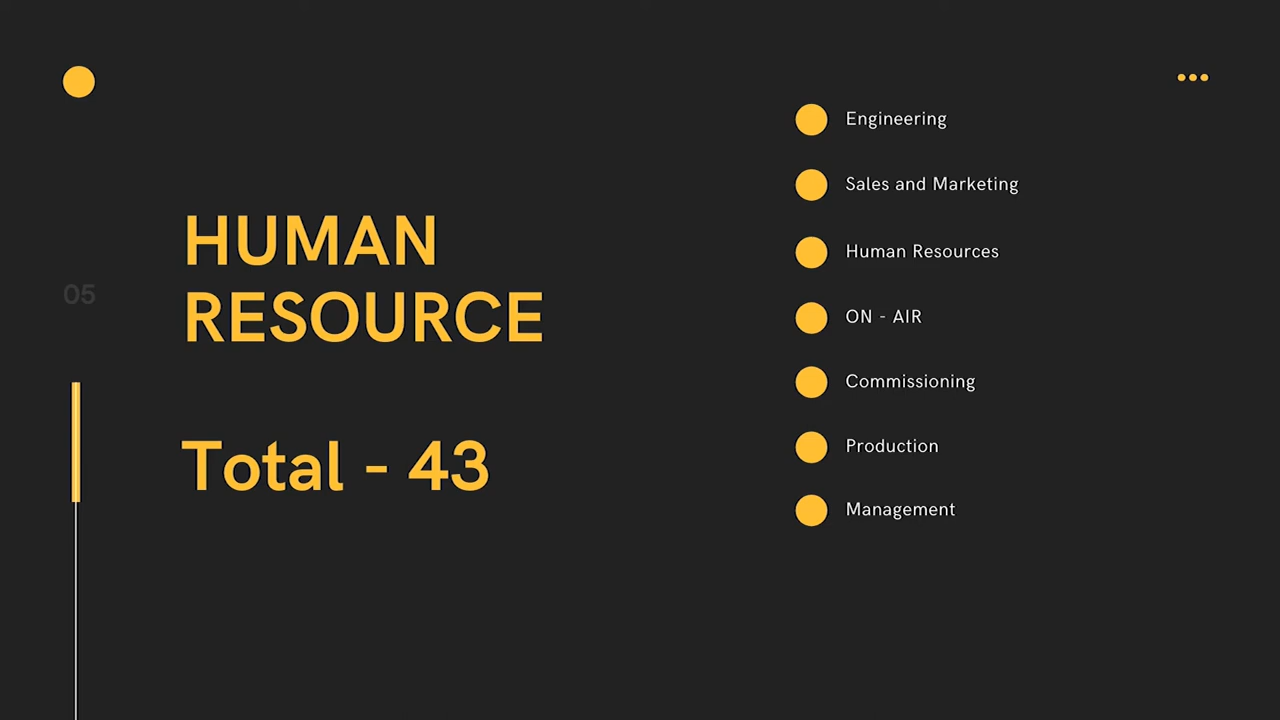 05
HUMAN
RESOURCE
Total - 43
Engineering
Sales and Marketing
Human Resources
ON - AIR
Commissioning
Production
Management